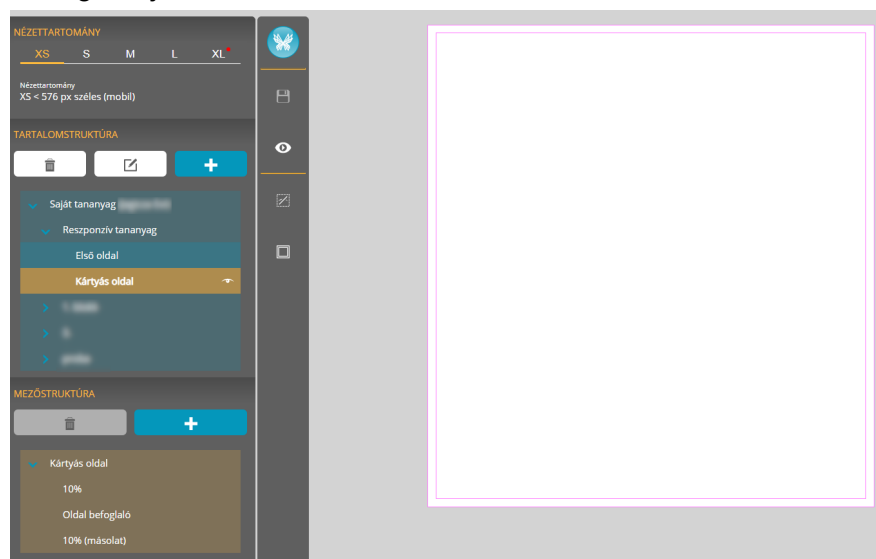 NÉZETTARTOMÁNY
XS S M L XL
Nézettartomány
XS < 576 px széles (mobil)
TARTALOMSTRUKTÚRA
Saját tananyag
Reszponzív tananyag
Első oldal
Kártyás oldal
MEZŐSTRUKTÚRA
Kártyás oldal
10%
Oldal befoglaló
10% (másolat)